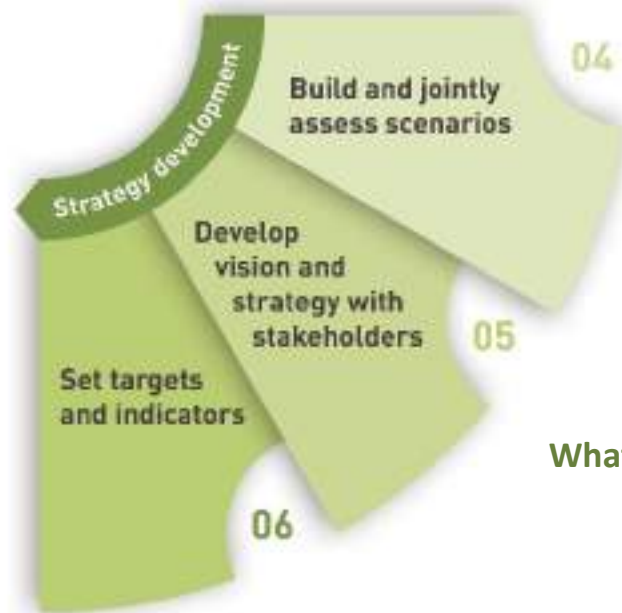 Strategy development
Build and jointly
assess scenarios
04
Develop
vision and
strategy with
stakeholders
05
Set targets
and indicators
06
What